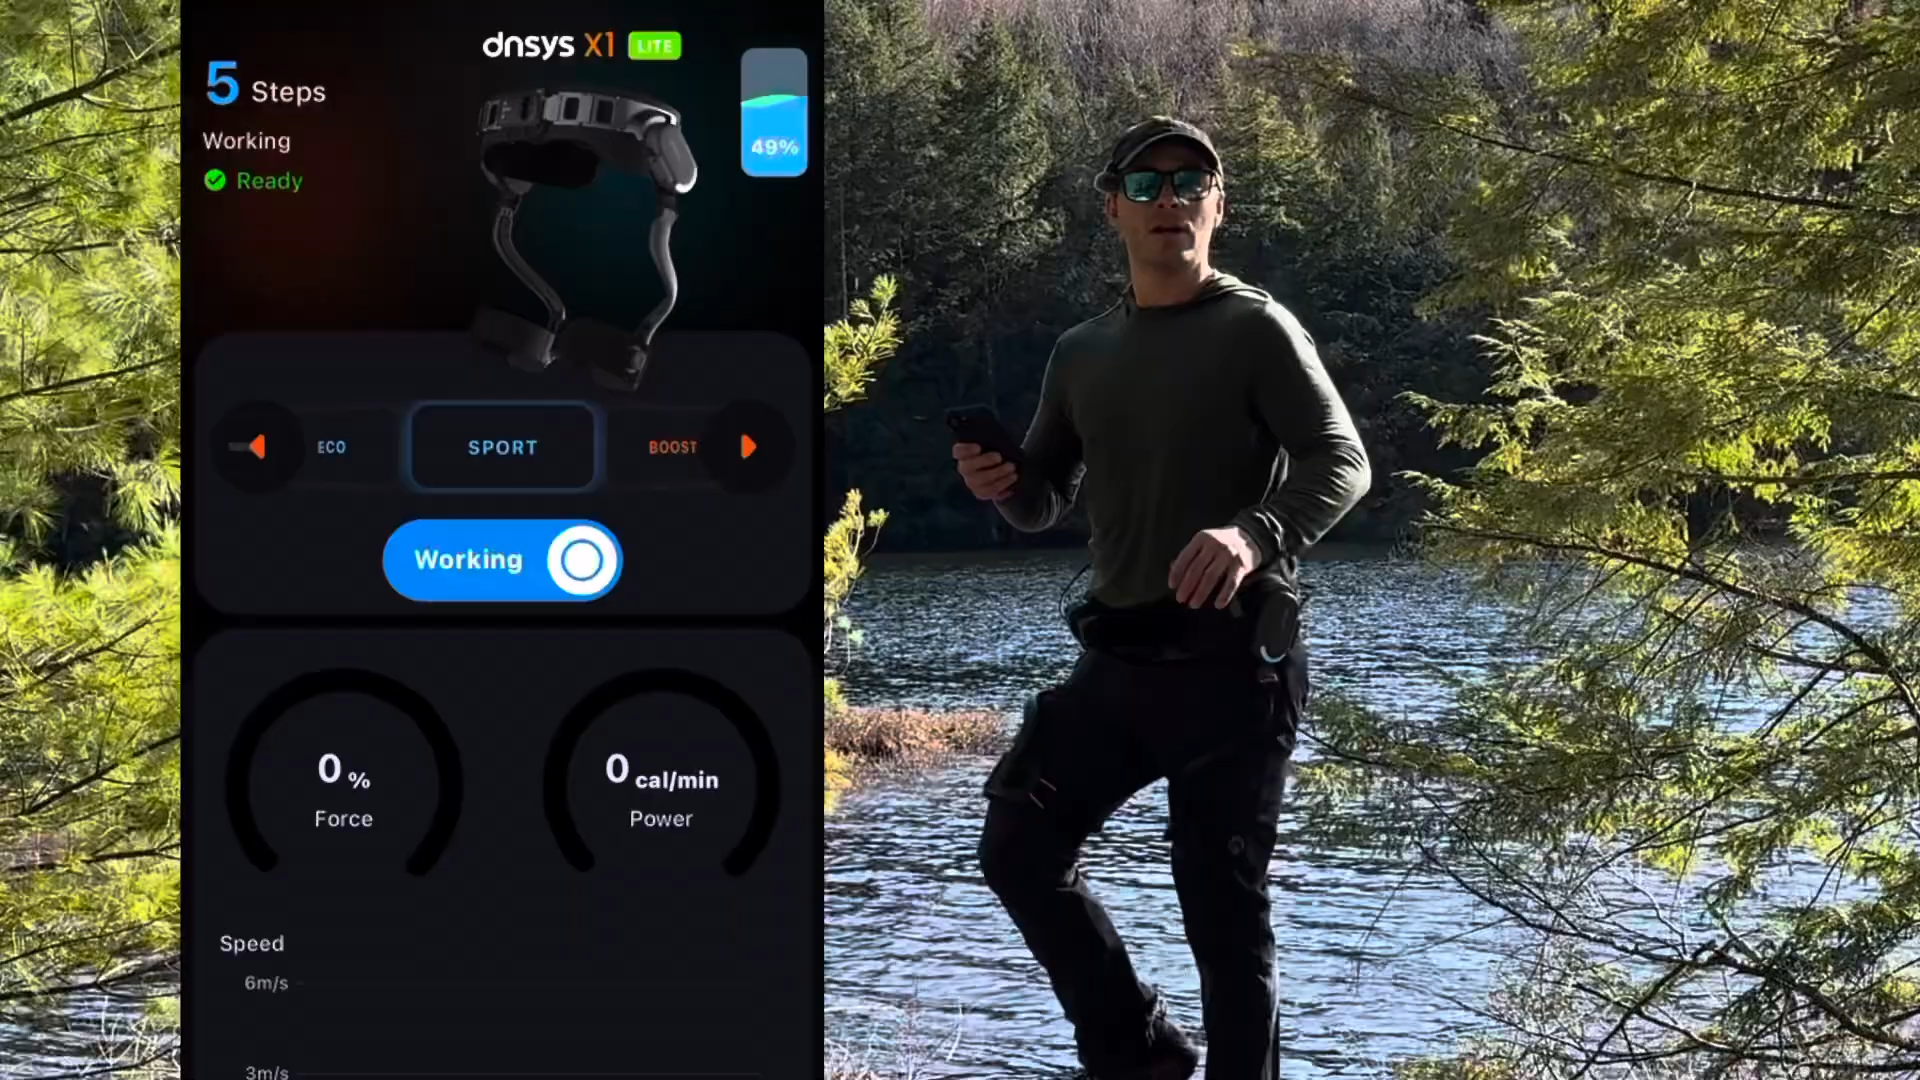 dnsys X1 LITE
5 Steps
Working
Ready
49%
ECO
SPORT
BOOST
Working
0 %
Force
0 cal/min
Power
Speed
6m/s
3m/s